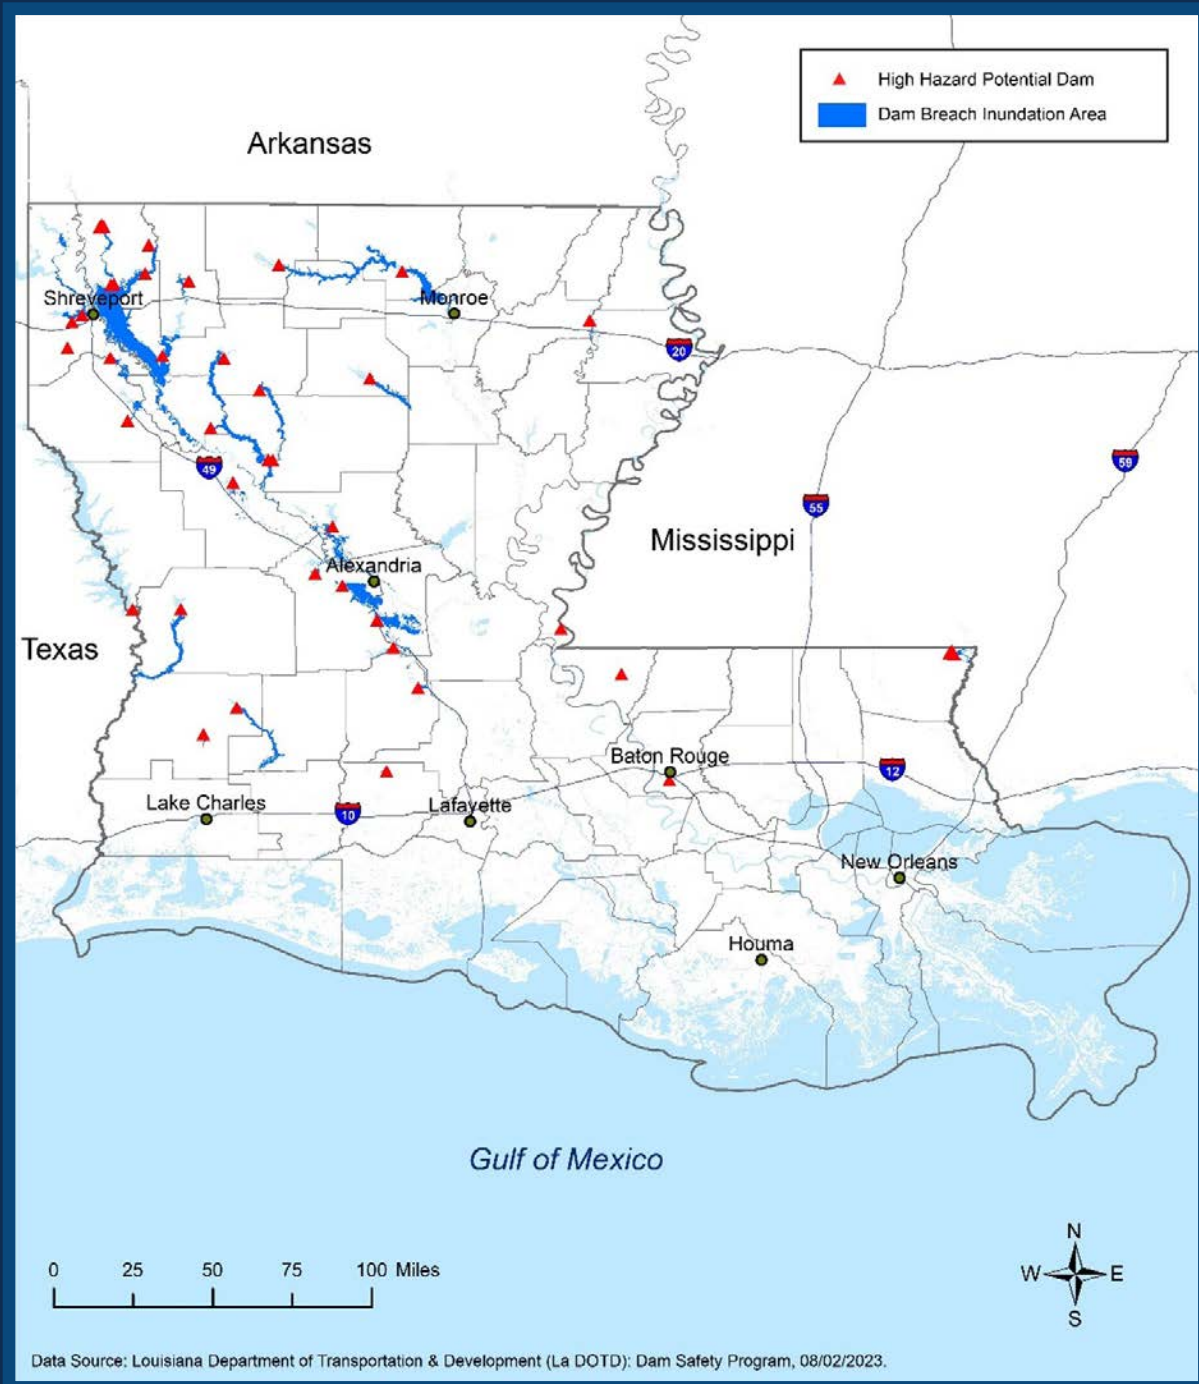 High Hazard Potential Dam
Dam Breach Inundation Area
Arkansas
Shreveport
Monroe
20
49
59
55
Mississippi
Alexandria
Texas
Baton Rouge
12
Lake Charles
10
Lafayette
New Orleans
Houma
Gulf of Mexico
N
W E
S
0 25 50 75 100 Miles
Data Source: Louisiana Department of Transportation & Development (La DOTD): Dam Safety Program, 08/02/2023.